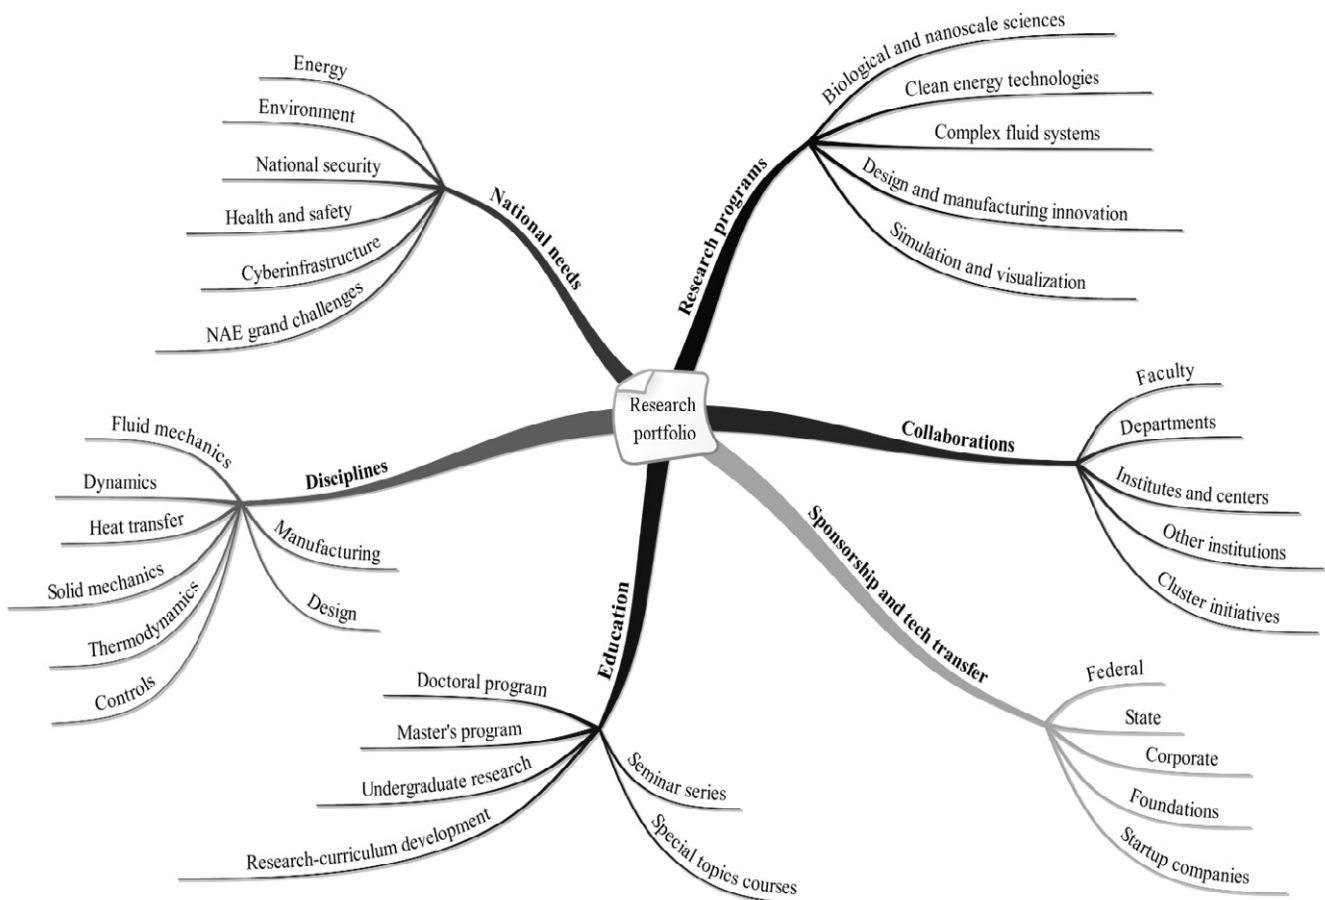 Research
portfolio
National needs
Energy
Environment
National security
Health and safety
Cyberinfrastructure
NAE grand challenges
Research programs
Biological and nanoscale sciences
Clean energy technologies
Complex fluid systems
Design and manufacturing innovation
Simulation and visualization
Collaborations
Faculty
Departments
Institutes and centers
Other institutions
Cluster initiatives
Sponsorship and tech transfer
Federal
State
Corporate
Foundations
Startup companies
Education
Doctoral program
Master's program
Undergraduate research
Research-curriculum development
Seminar series
Special topics courses
Disciplines
Fluid mechanics
Dynamics
Heat transfer
Solid mechanics
Thermodynamics
Controls
Manufacturing
Design